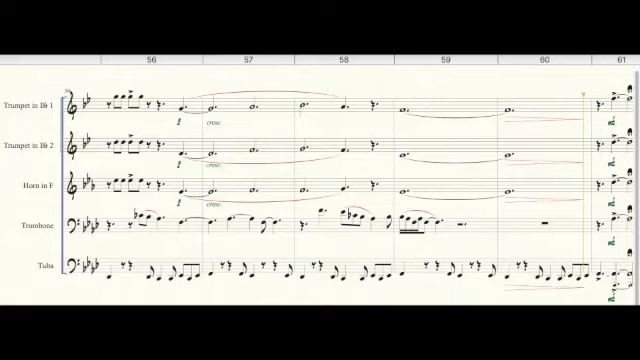 56 57 58 59 60 61
Trumpet in B♭ 1
cresc.
Trumpet in B♭ 2
cresc.
Horn in F
cresc.
Trombone
Tuba